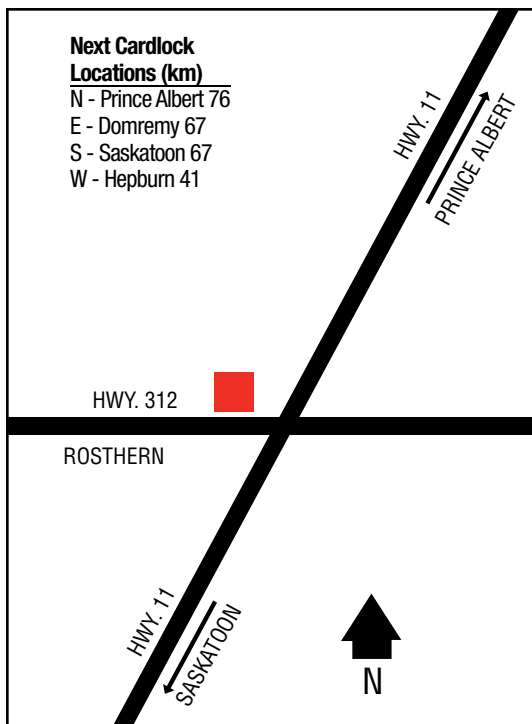 Next Cardlock
Locations (km)
N - Prince Albert 76
E - Domremy 67
S - Saskatoon 67
W - Hepburn 41
HWY. 11
PRINCE ALBERT
HWY. 312
ROSTHERN
HWY. 11
SASKATOON
N